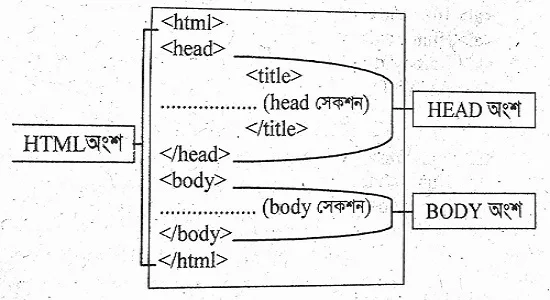 <html>
<head>
<title>
.................. (head সেকশন)
</title>
</head>
<body>
.................. (body সেকশন)
</body>
</html>
HTMLঅংশ
HEAD অংশ
BODY অংশ